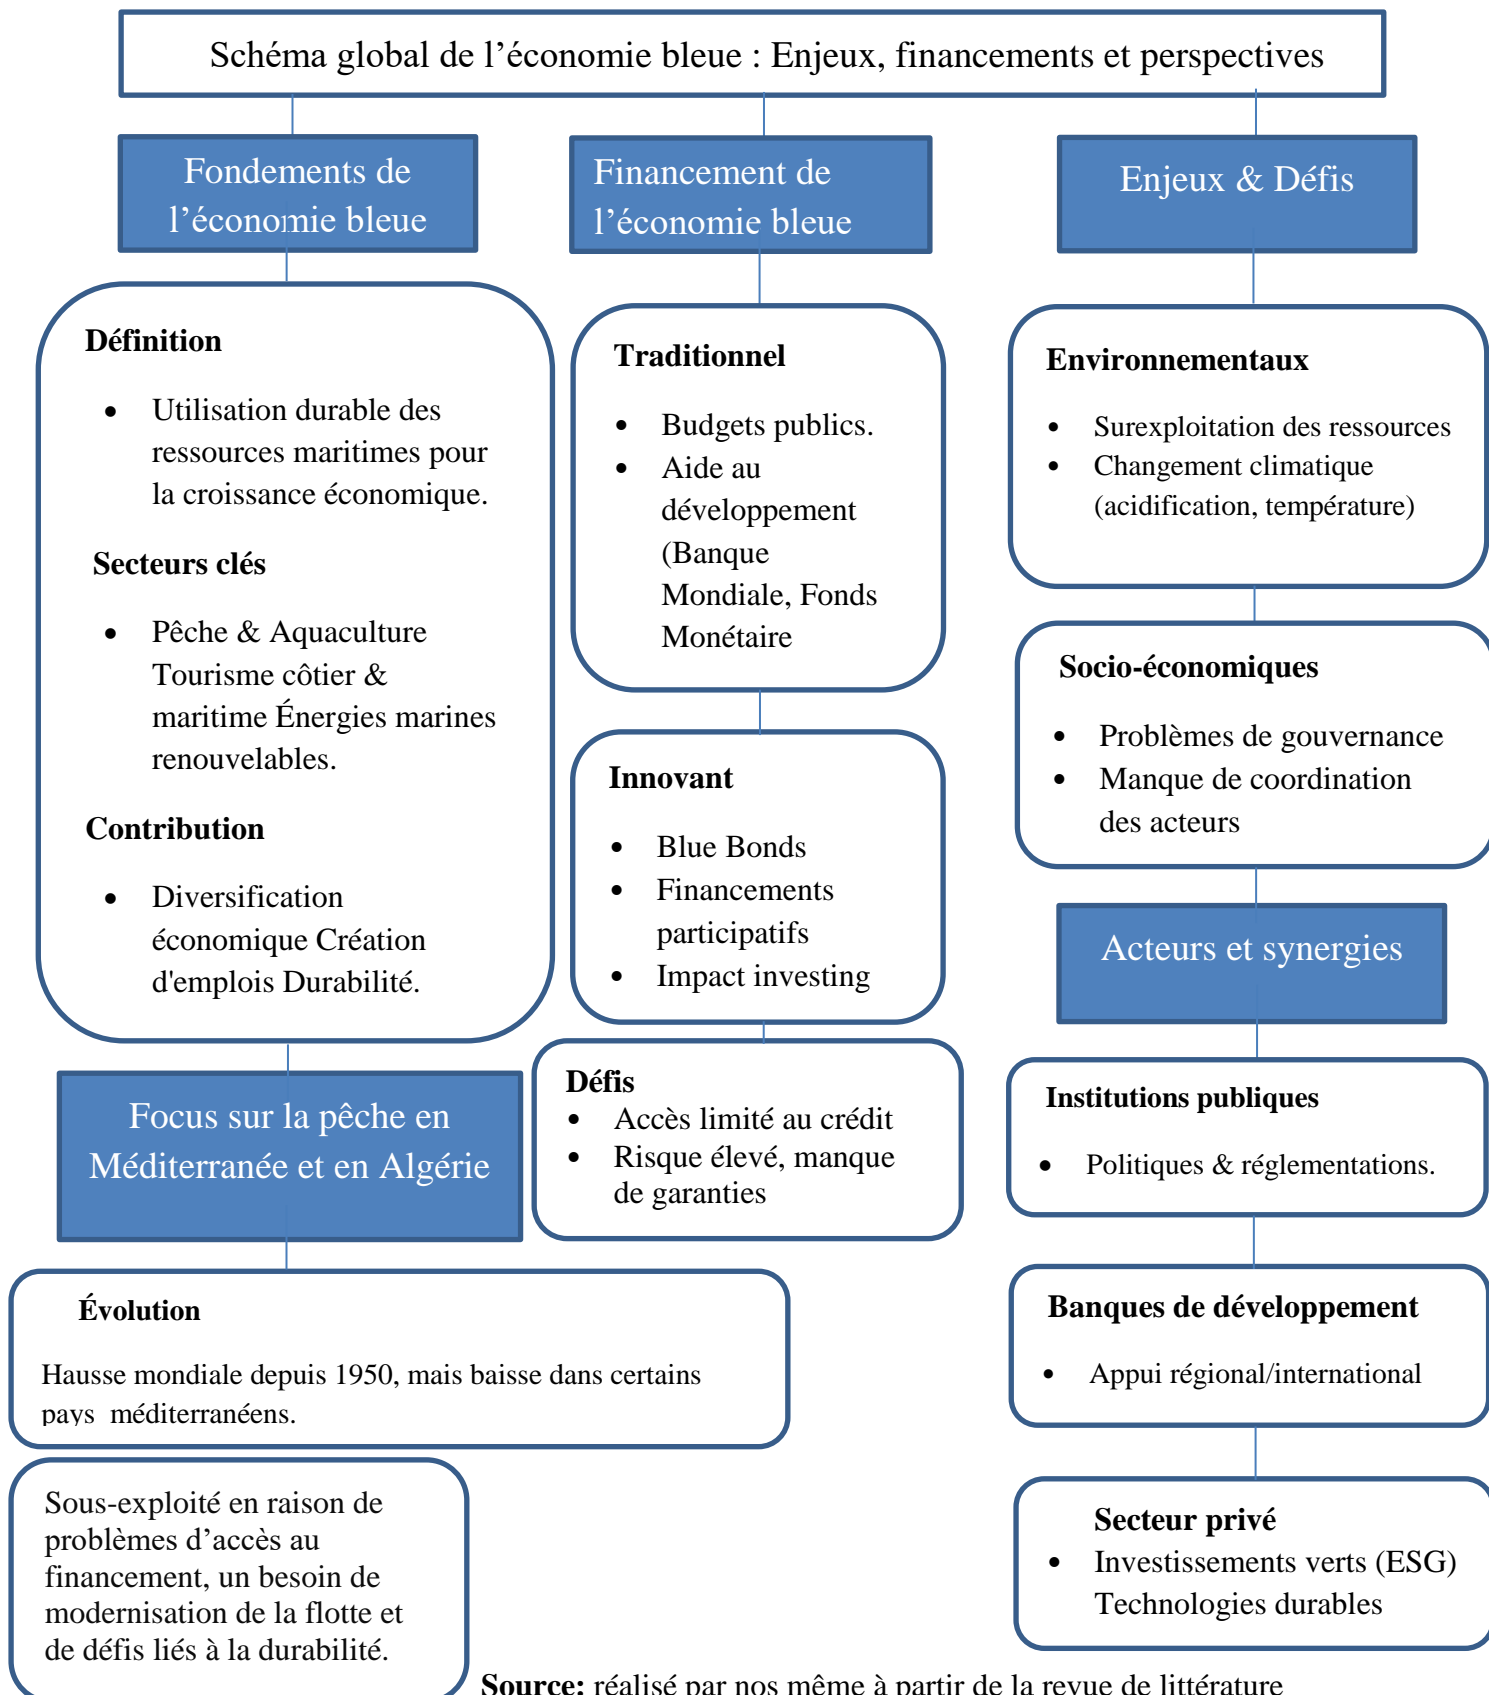 Schéma global de l’économie bleue : Enjeux, financements et perspectives
Fondements de
l’économie bleue
Définition
• Utilisation durable des
ressources maritimes pour
la croissance économique.
Secteurs clés
• Pêche & Aquaculture
Tourisme côtier &
maritime Énergies marines
renouvelables.
Contribution
• Diversification
économique Création
d'emplois Durabilité.
Focus sur la pêche en
Méditerranée et en Algérie
Évolution
Hausse mondiale depuis 1950, mais baisse dans certains
pays méditerranéens.
Sous-exploité en raison de
problèmes d’accès au
financement, un besoin de
modernisation de la flotte et
de défis liés à la durabilité.
Financement de
l’économie bleue
Traditionnel
• Budgets publics.
• Aide au
développement
(Banque
Mondiale, Fonds
Monétaire
Innovant
• Blue Bonds
• Financements
participatifs
• Impact investing
Défis
• Accès limité au crédit
• Risque élevé, manque
de garanties
Enjeux & Défis
Environnementaux
• Surexploitation des ressources
• Changement climatique
(acidification, température)
Socio-économiques
• Problèmes de gouvernance
• Manque de coordination
des acteurs
Acteurs et synergies
Institutions publiques
• Politiques & réglementations.
Banques de développement
• Appui régional/international
Secteur privé
• Investissements verts (ESG)
Technologies durables
Source: réalisé par nos même à partir de la revue de littérature